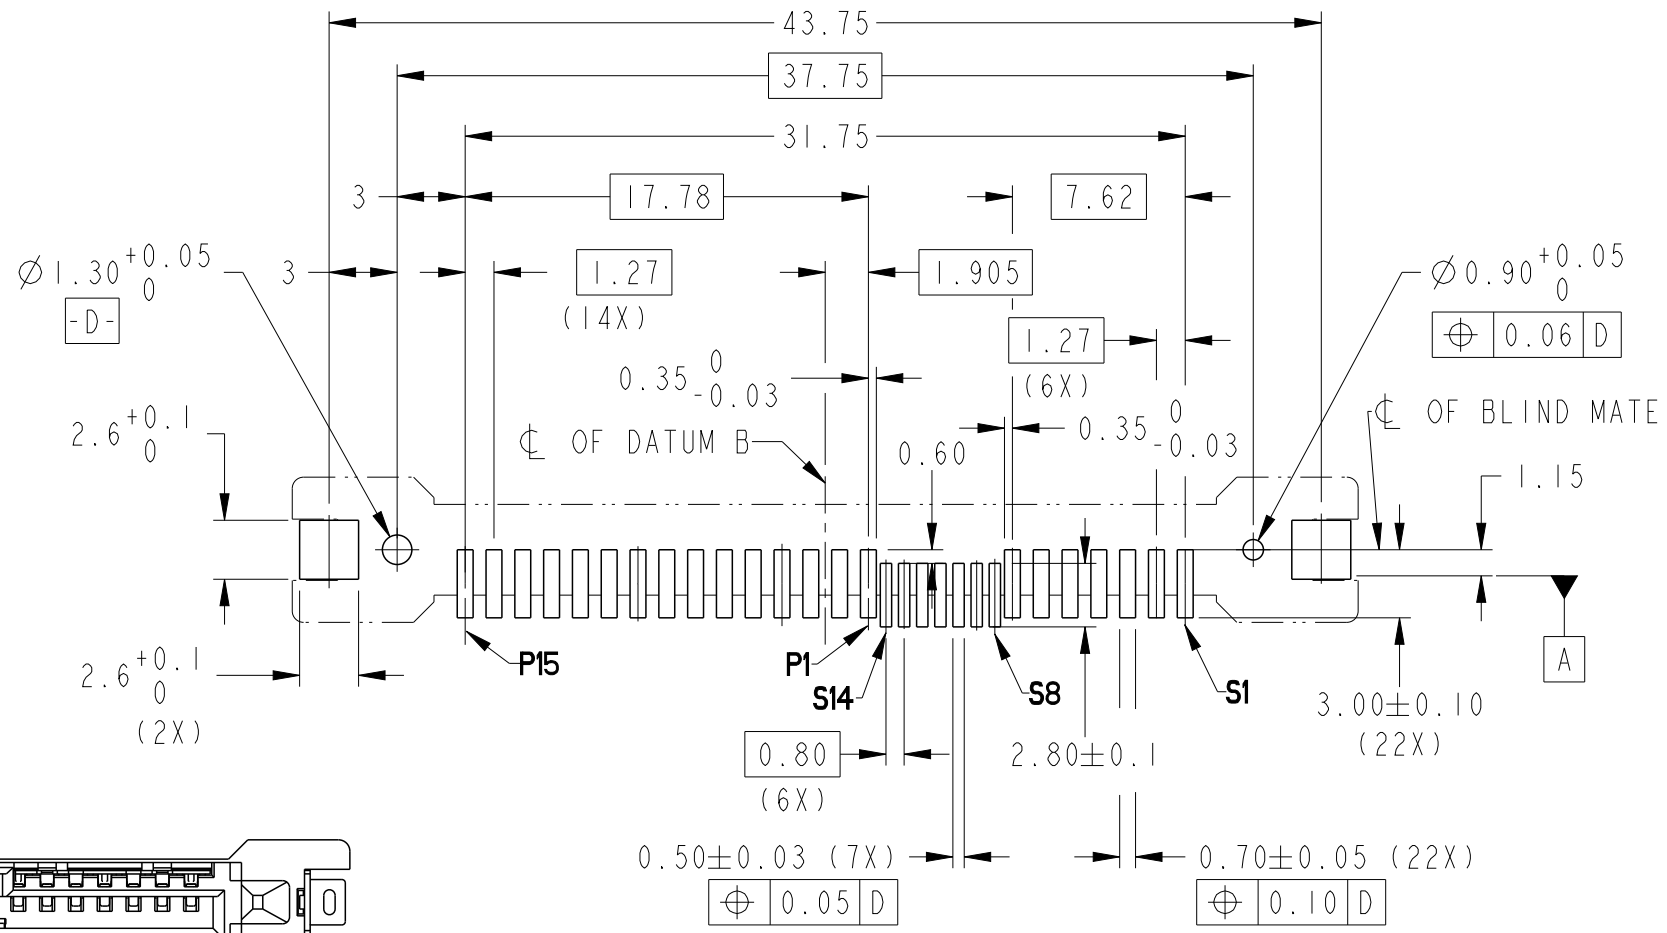 43.75
37.75
31.75
3
17.78
7.62
Ø1.30 +0.05 0
-D-
3
1.27
(14X)
1.905
Ø0.90 +0.05 0
⌖ 0.06 D
1.27
(6X)
0.35 0 -0.03
2.6 +0.1 0
℄ OF DATUM B
0.60
0.35 0 -0.03
℄ OF BLIND MATE
1.15
P15
P1
S14
S8
S1
A
2.6 +0.1 0
(2X)
3.00±0.10
(22X)
0.80
(6X)
2.80±0.1
0.50±0.03 (7X)
⌖ 0.05 D
0.70±0.05 (22X)
⌖ 0.10 D